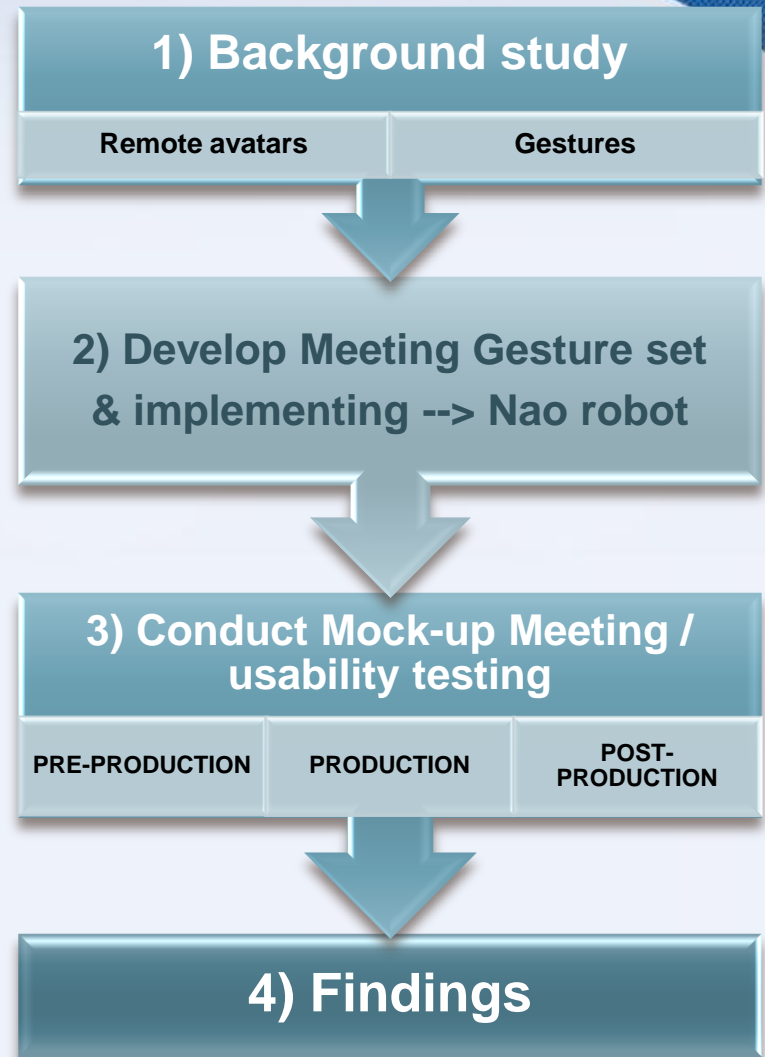 1) Background study
Remote avatars
Gestures
2) Develop Meeting Gesture set
& implementing --> Nao robot
3) Conduct Mock-up Meeting /
usability testing
PRE-PRODUCTION
PRODUCTION
POST-
PRODUCTION
4) Findings